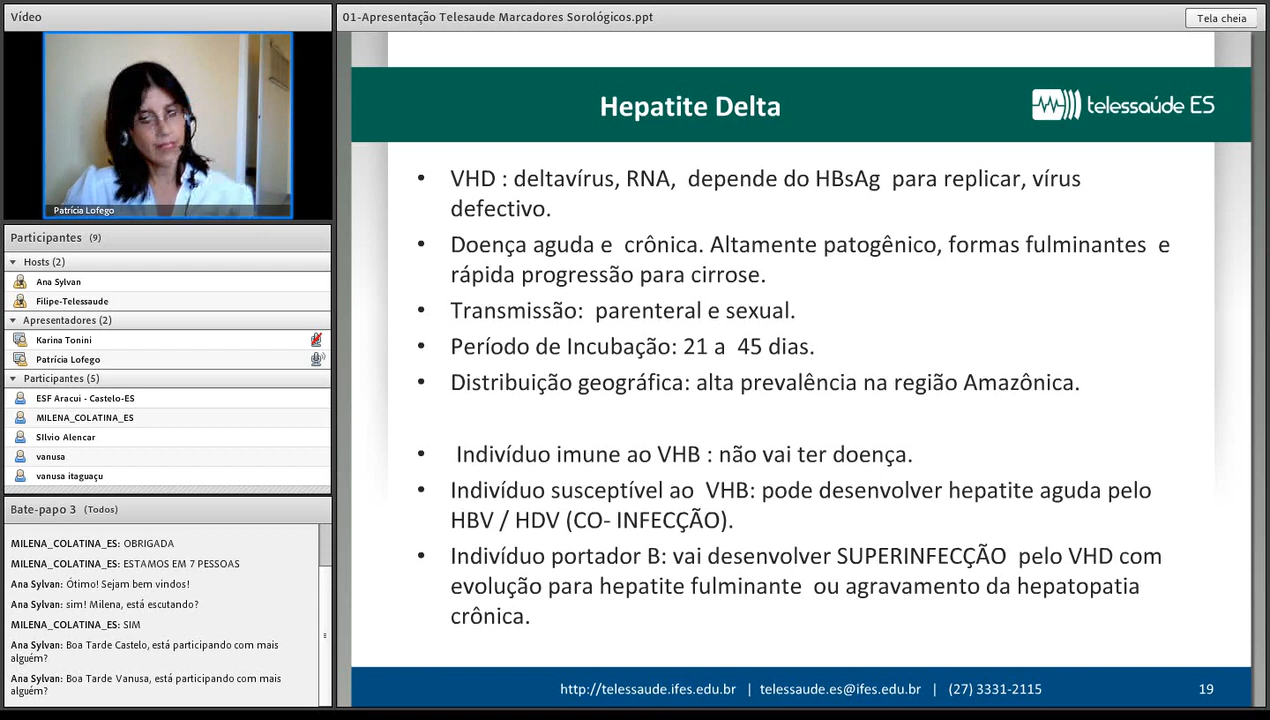 Vídeo
Patrícia Lofego
Participantes (9)
Hosts (2)
Ana Sylvan
Filipe-Telessaude
Apresentadores (2)
Karina Tonini
Patrícia Lofego
Participantes (5)
ESF Aracui - Castelo-ES
MILENA_COLATINA_ES
SIlvio Alencar
vanusa
vanusa itaguaçu
Bate-papo 3 (Todos)
MILENA_COLATINA_ES: OBRIGADA
MILENA_COLATINA_ES: ESTAMOS EM 7 PESSOAS
Ana Sylvan: Ótimo! Sejam bem vindos!
Ana Sylvan: sim! Milena, está escutando?
MILENA_COLATINA_ES: SIM
Ana Sylvan: Boa Tarde Castelo, está participando com mais
alguém?
Ana Sylvan: Boa Tarde Vanusa, está participando com mais
alguém?
01-Apresentação Telesaude Marcadores Sorológicos.ppt
Tela cheia
Hepatite Delta
telessaúde ES
• VHD : deltavírus, RNA, depende do HBsAg para replicar, vírus
defectivo.
• Doença aguda e crônica. Altamente patogênico, formas fulminantes e
rápida progressão para cirrose.
• Transmissão: parenteral e sexual.
• Período de Incubação: 21 a 45 dias.
• Distribuição geográfica: alta prevalência na região Amazônica.
• Indivíduo imune ao VHB : não vai ter doença.
• Indivíduo susceptível ao VHB: pode desenvolver hepatite aguda pelo
HBV / HDV (CO- INFECÇÃO).
• Indivíduo portador B: vai desenvolver SUPERINFECÇÃO pelo VHD com
evolução para hepatite fulminante ou agravamento da hepatopatia
crônica.
http://telessaude.ifes.edu.br | telessaude.es@ifes.edu.br | (27) 3331-2115
19